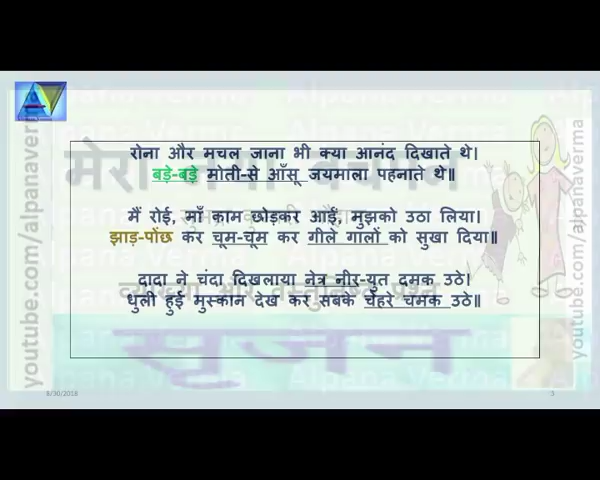 रोना और मचल जाना भी क्या आनंद दिखाते थे।
बड़े-बड़े मोती-से आँसू जयमाला पहनाते थे॥
मैं रोई, माँ काम छोड़कर आईं, मुझको उठा लिया।
झाड़-पोंछ कर चूम-चूम कर गीले गालों को सुखा दिया॥
दादा ने चंदा दिखलाया नेत्र नीर-युत दमक उठे।
धुली हुई मुस्कान देख कर सबके चेहरे चमक उठे॥
youtube.com/alpanaverma
youtube.com/alpanaverma
सृजन
8/30/2018
3